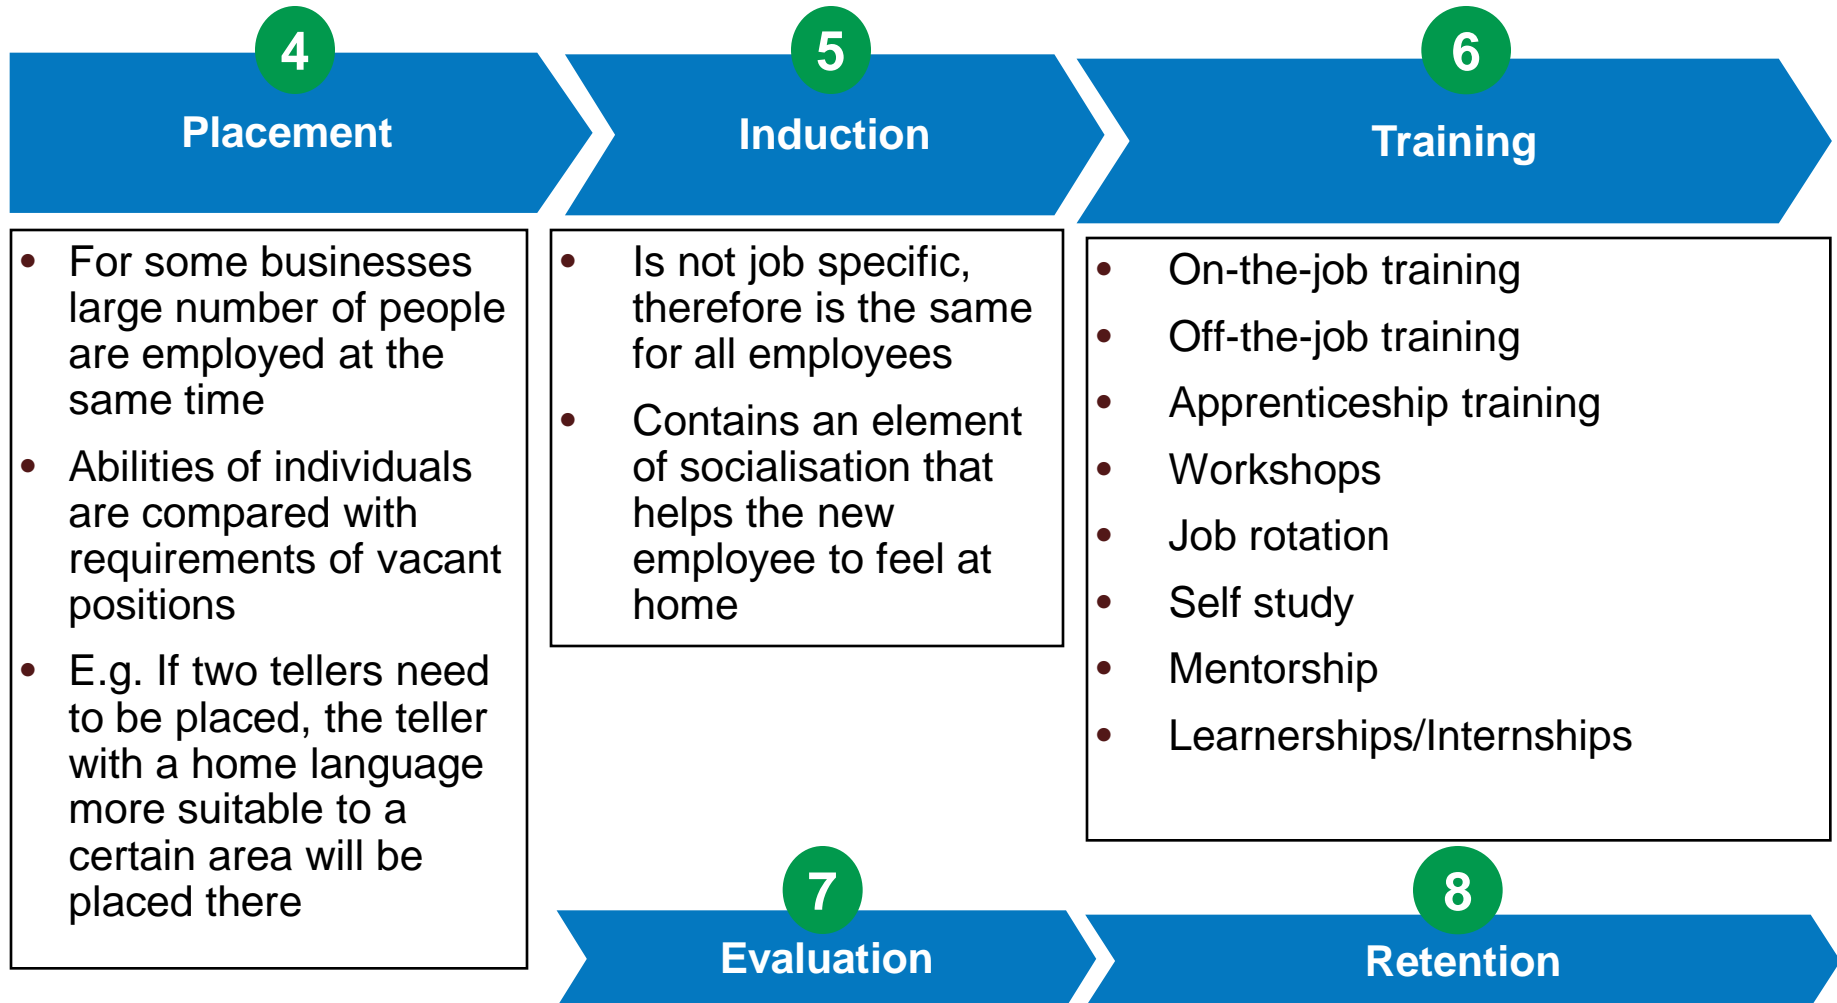 4
Placement
• For some businesses
large number of people
are employed at the
same time
• Abilities of individuals
are compared with
requirements of vacant
positions
• E.g. If two tellers need
to be placed, the teller
with a home language
more suitable to a
certain area will be
placed there
5
Induction
• Is not job specific,
therefore is the same
for all employees
• Contains an element
of socialisation that
helps the new
employee to feel at
home
6
Training
• On-the-job training
• Off-the-job training
• Apprenticeship training
• Workshops
• Job rotation
• Self study
• Mentorship
• Learnerships/Internships
7
Evaluation
8
Retention